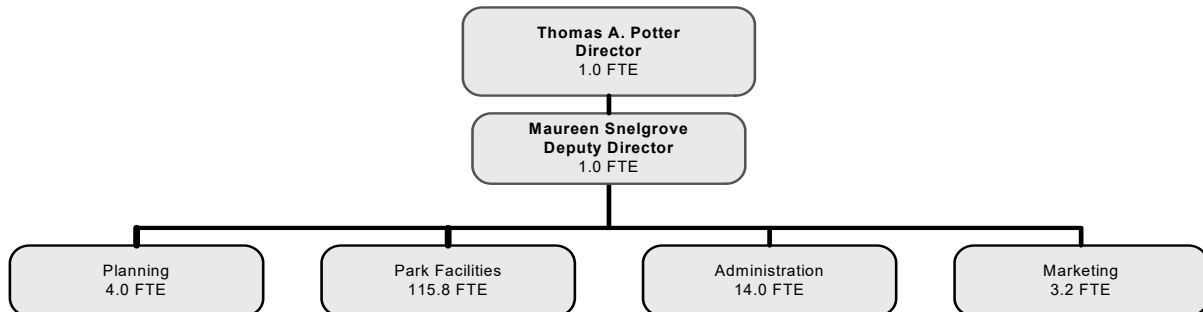 Thomas A. Potter
Director
1.0 FTE
Maureen Snelgrove
Deputy Director
1.0 FTE
Planning
4.0 FTE
Park Facilities
115.8 FTE
Administration
14.0 FTE
Marketing
3.2 FTE